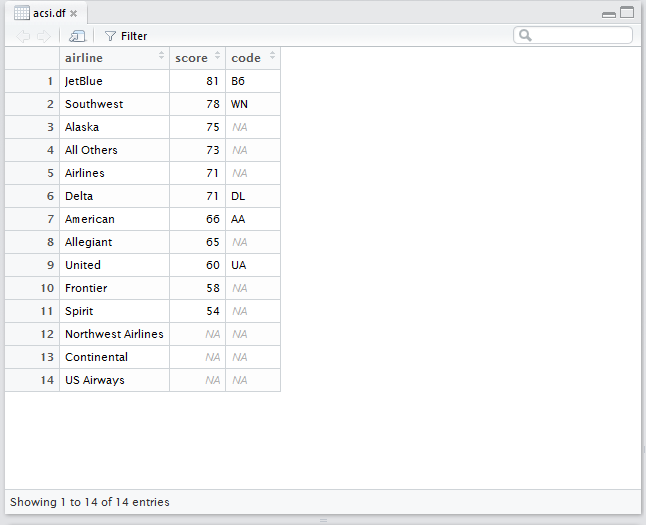 acsi.df
Filter
airline score code
1 JetBlue 81 B6
2 Southwest 78 WN
3 Alaska 75 NA
4 All Others 73 NA
5 Airlines 71 NA
6 Delta 71 DL
7 American 66 AA
8 Allegiant 65 NA
9 United 60 UA
10 Frontier 58 NA
11 Spirit 54 NA
12 Northwest Airlines NA NA
13 Continental NA NA
14 US Airways NA NA
Showing 1 to 14 of 14 entries